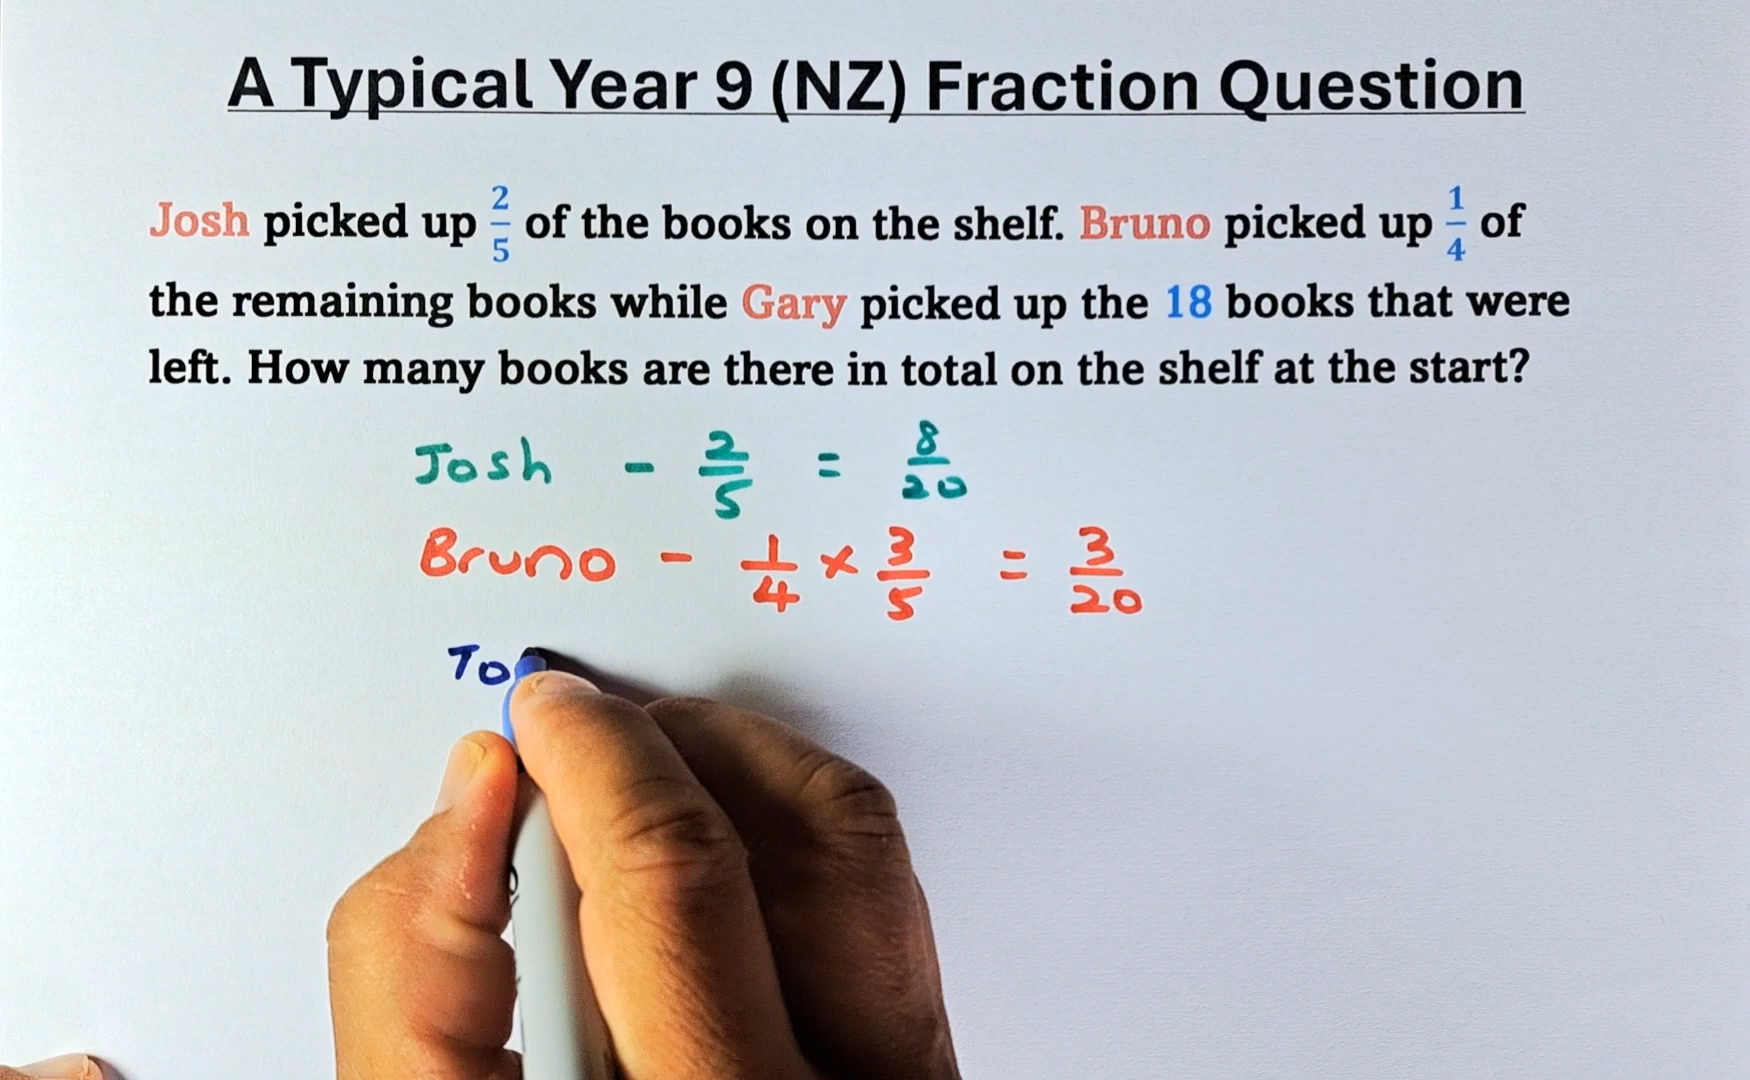 A Typical Year 9 (NZ) Fraction Question
Josh picked up 2/5 of the books on the shelf. Bruno picked up 1/4 of
the remaining books while Gary picked up the 18 books that were
left. How many books are there in total on the shelf at the start?
Josh - 2/5 = 8/20
Bruno - 1/4 × 3/5 = 3/20
To